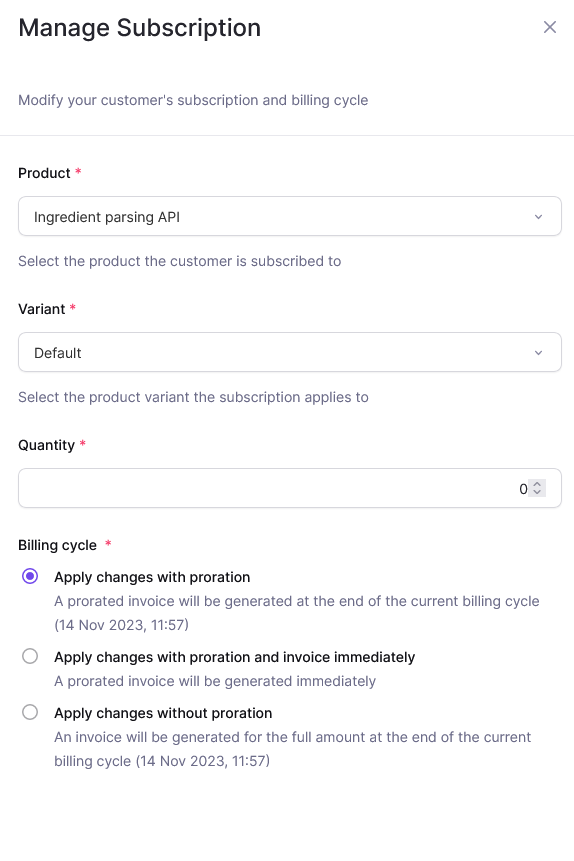 Manage Subscription
Modify your customer's subscription and billing cycle
Product *
Ingredient parsing API
Select the product the customer is subscribed to
Variant *
Default
Select the product variant the subscription applies to
Quantity *
0
Billing cycle *
Apply changes with proration
A prorated invoice will be generated at the end of the current billing cycle
(14 Nov 2023, 11:57)
Apply changes with proration and invoice immediately
A prorated invoice will be generated immediately
Apply changes without proration
An invoice will be generated for the full amount at the end of the current
billing cycle (14 Nov 2023, 11:57)